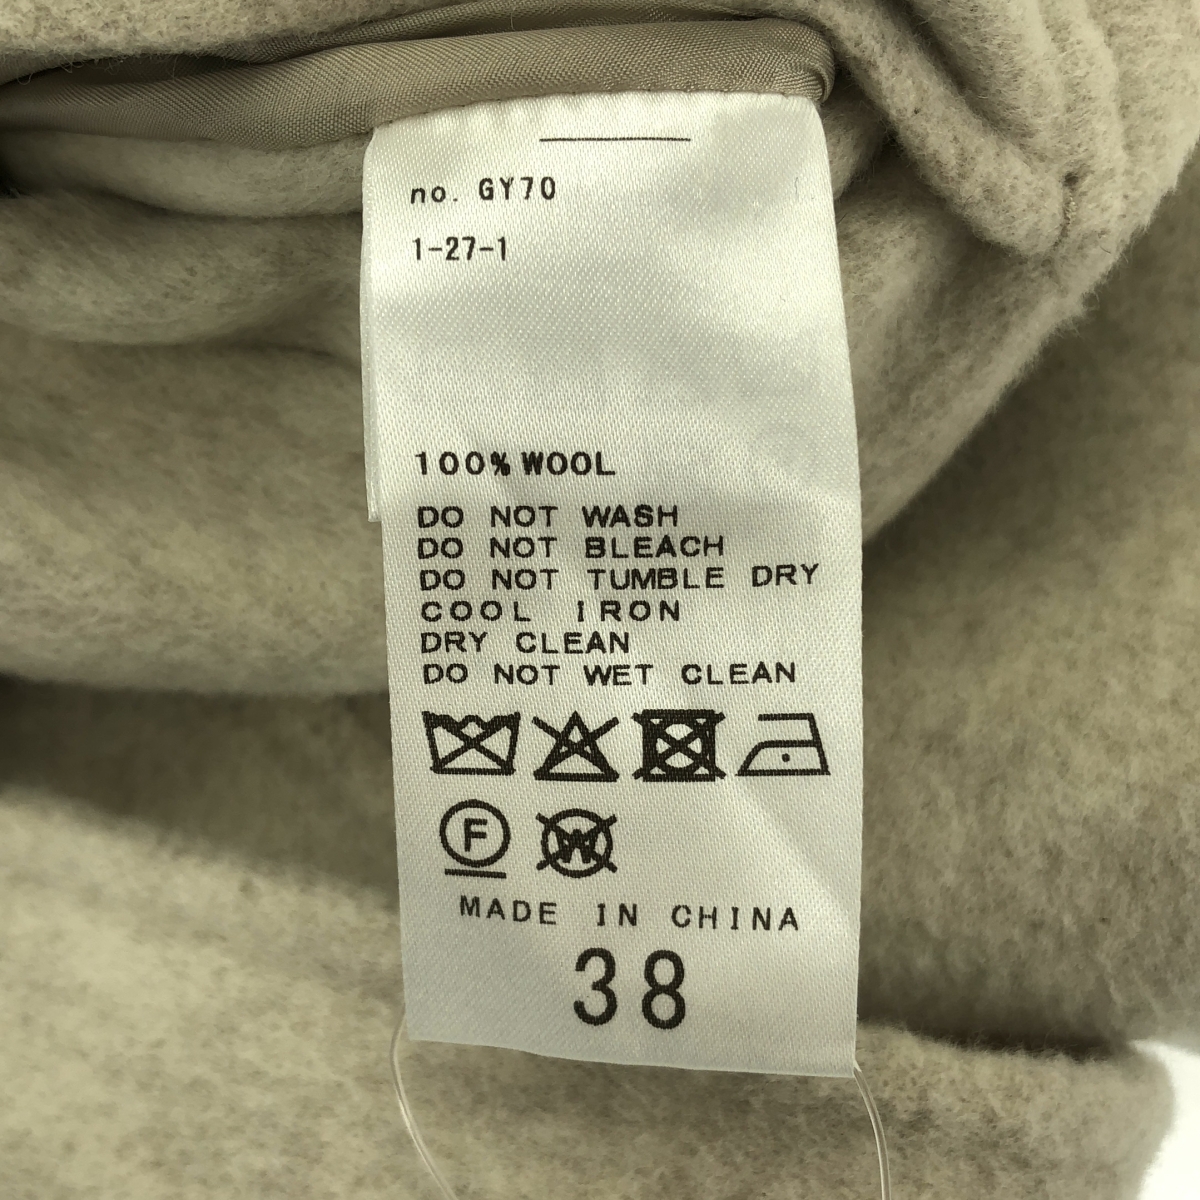 no. GY70
1-27-1
100% WOOL
DO NOT WASH
DO NOT BLEACH
DO NOT TUMBLE DRY
COOL IRON
DRY CLEAN
DO NOT WET CLEAN
F W
MADE IN CHINA
38